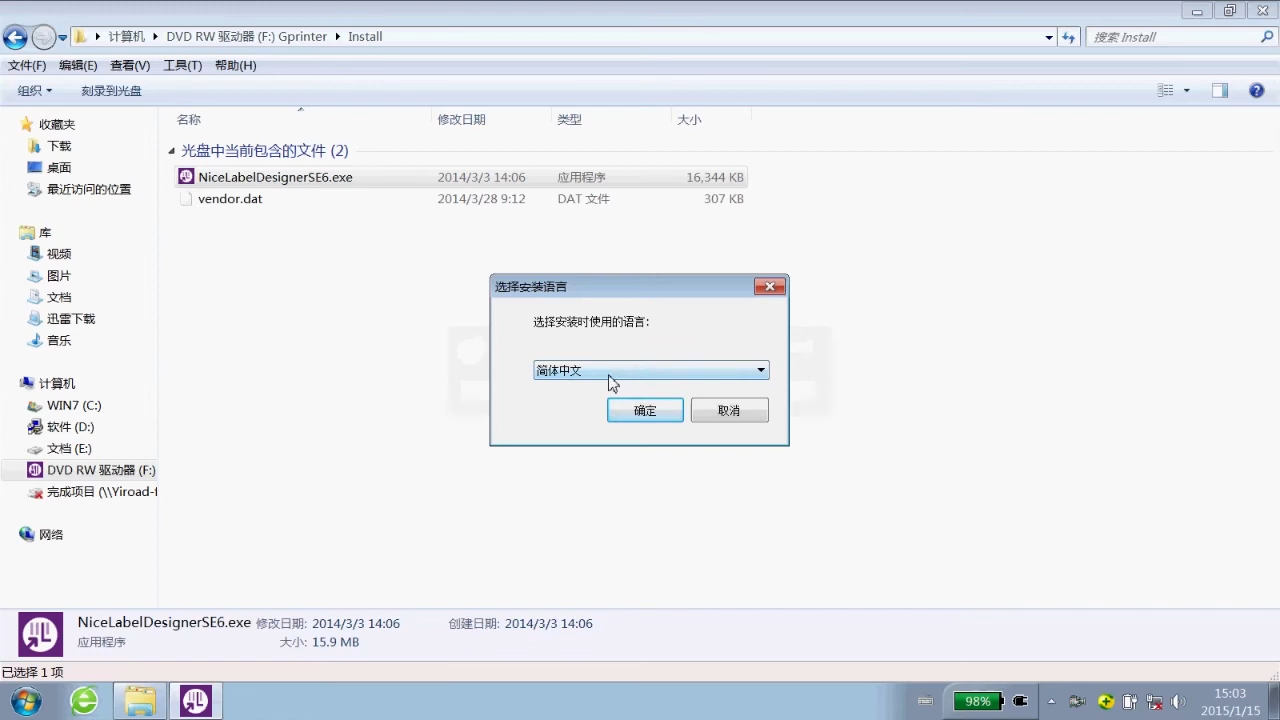 计算机 DVD RW 驱动器 (F:) Gprinter Install
搜索 Install
文件(F) 编辑(E) 查看(V) 工具(T) 帮助(H)
组织 刻录到光盘
名称 修改日期 类型 大小
光盘中当前包含的文件 (2)
NiceLabelDesignerSE6.exe 2014/3/3 14:06 应用程序 16,344 KB
vendor.dat 2014/3/28 9:12 DAT 文件 307 KB
收藏夹
下载
桌面
最近访问的位置
库
视频
图片
文档
迅雷下载
音乐
计算机
WIN7 (C:)
软件 (D:)
文档 (E:)
DVD RW 驱动器 (F:)
完成项目 (\\Yiroad-f
网络
选择安装语言
选择安装时使用的语言:
简体中文
确定 取消
NiceLabelDesignerSE6.exe 修改日期: 2014/3/3 14:06 创建日期: 2014/3/3 14:06
应用程序 大小: 15.9 MB
已选择 1 项
98%
15:03
2015/1/15